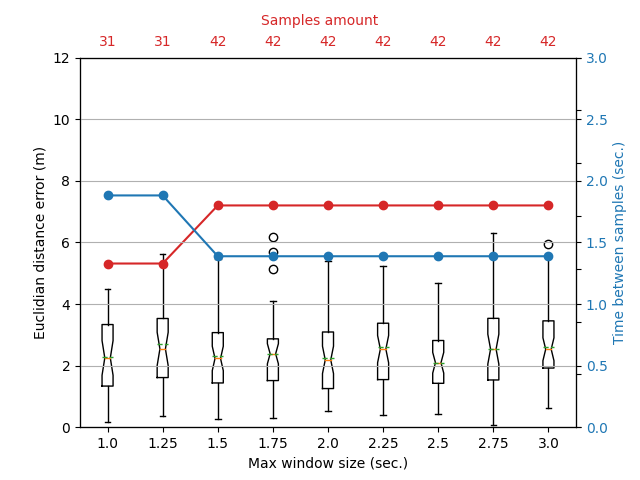 Samples amount
31 31 42 42 42 42 42 42 42
12 3.0
10 2.5
8 2.0
6 1.5
4 1.0
2 0.5
0 0.0
Euclidian distance error (m)
Time between samples (sec.)
1.0 1.25 1.5 1.75 2.0 2.25 2.5 2.75 3.0
Max window size (sec.)